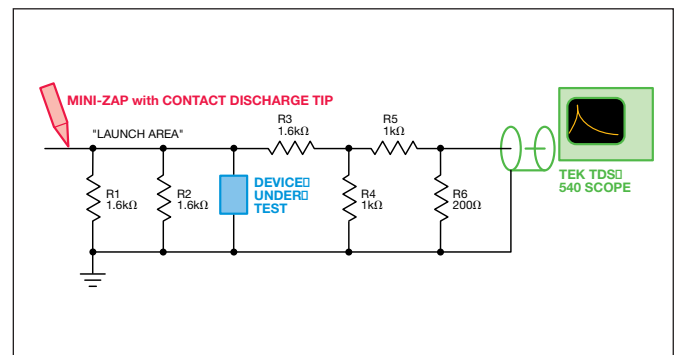 MINI-ZAP with CONTACT DISCHARGE TIP
"LAUNCH AREA"
R3
1.6kΩ
R5
1kΩ
R1
1.6kΩ
R2
1.6kΩ
DEVICE
UNDER
TEST
R4
1kΩ
R6
200Ω
TEK TDS
540 SCOPE